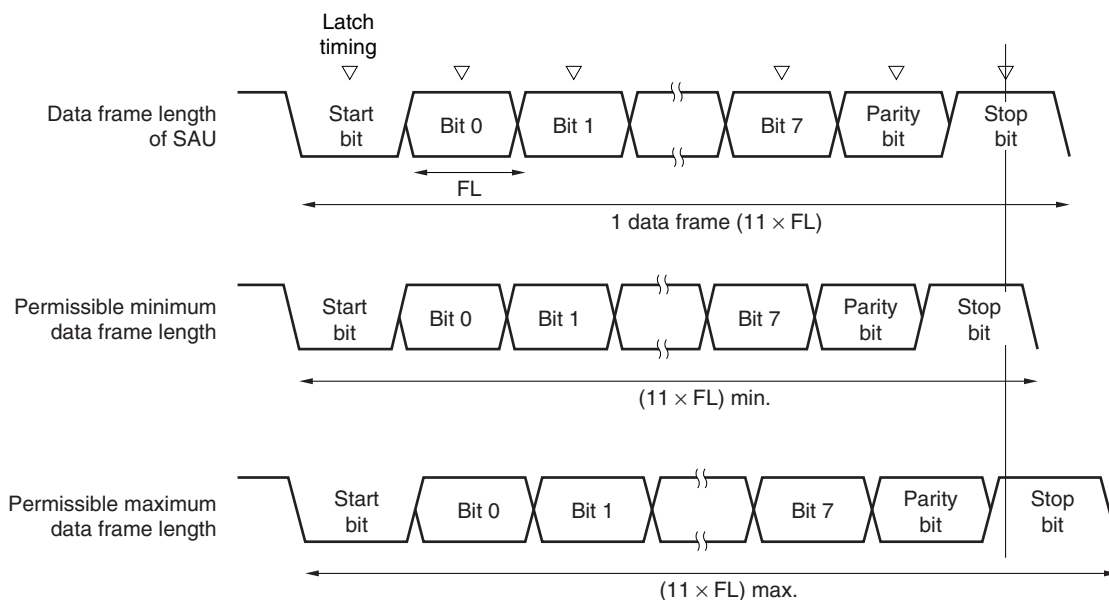 Latch
timing
Data frame length
of SAU
Start
bit
Bit 0
Bit 1
Bit 7
Parity
bit
Stop
bit
FL
1 data frame (11 × FL)
Permissible minimum
data frame length
Start
bit
Bit 0
Bit 1
Bit 7
Parity
bit
Stop
bit
(11 × FL) min.
Permissible maximum
data frame length
Start
bit
Bit 0
Bit 1
Bit 7
Parity
bit
Stop
bit
(11 × FL) max.